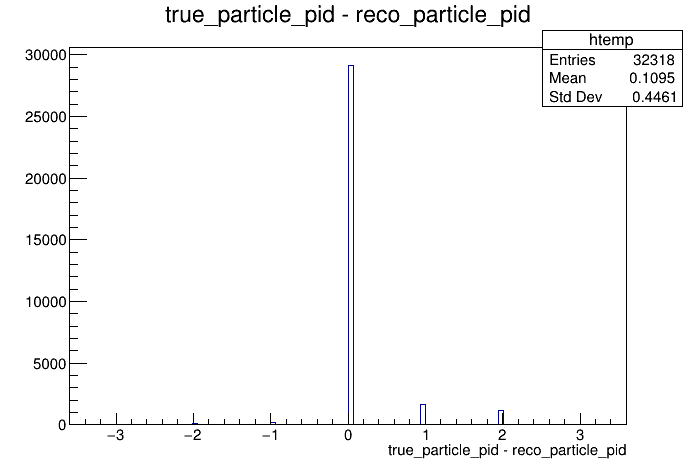 true_particle_pid - reco_particle_pid
htemp
Entries 32318
Mean 0.1095
Std Dev 0.4461
30000
25000
20000
15000
10000
5000
0
−3 −2 −1 0 1 2 3
true_particle_pid - reco_particle_pid